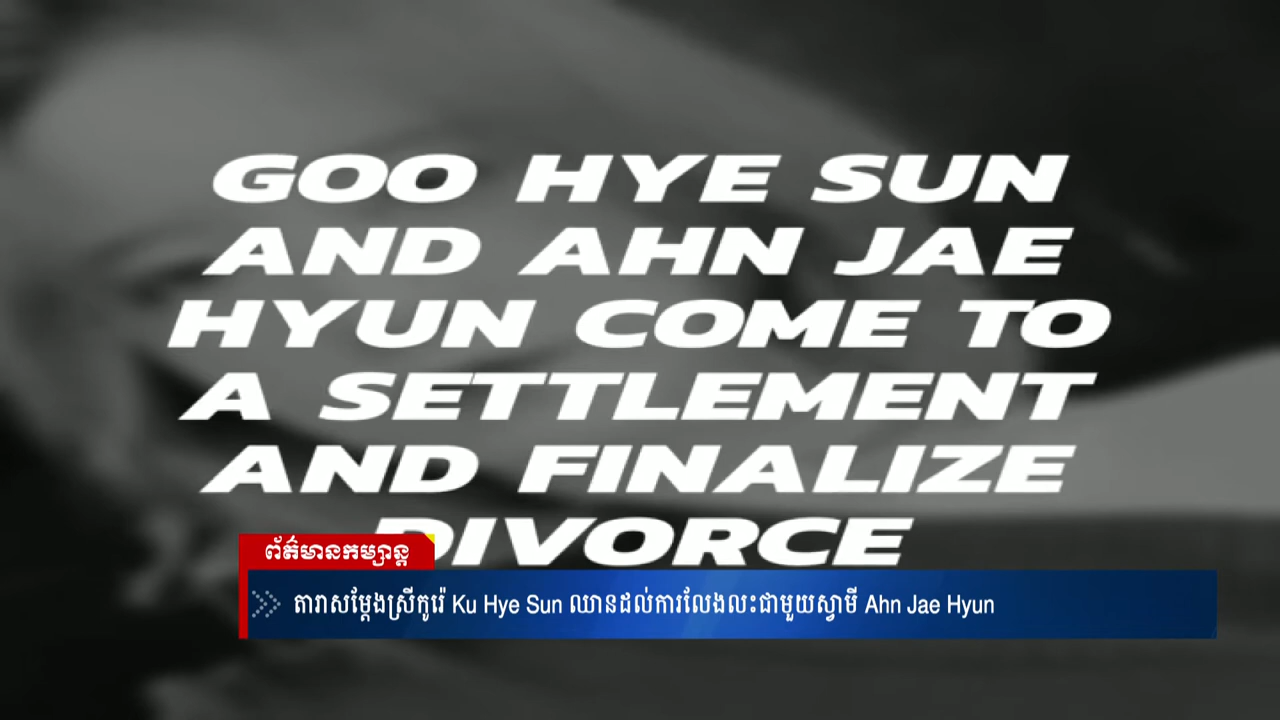 GOO HYE SUN
AND AHN JAE
HYUN COME TO
A SETTLEMENT
AND FINALIZE
DIVORCE
ព័ត៌មានកម្សាន្ត
តារាសម្តែងស្រីកូរ៉េ Ku Hye Sun ឈានដល់ការលែងលះជាមួយស្វាមី Ahn Jae Hyun